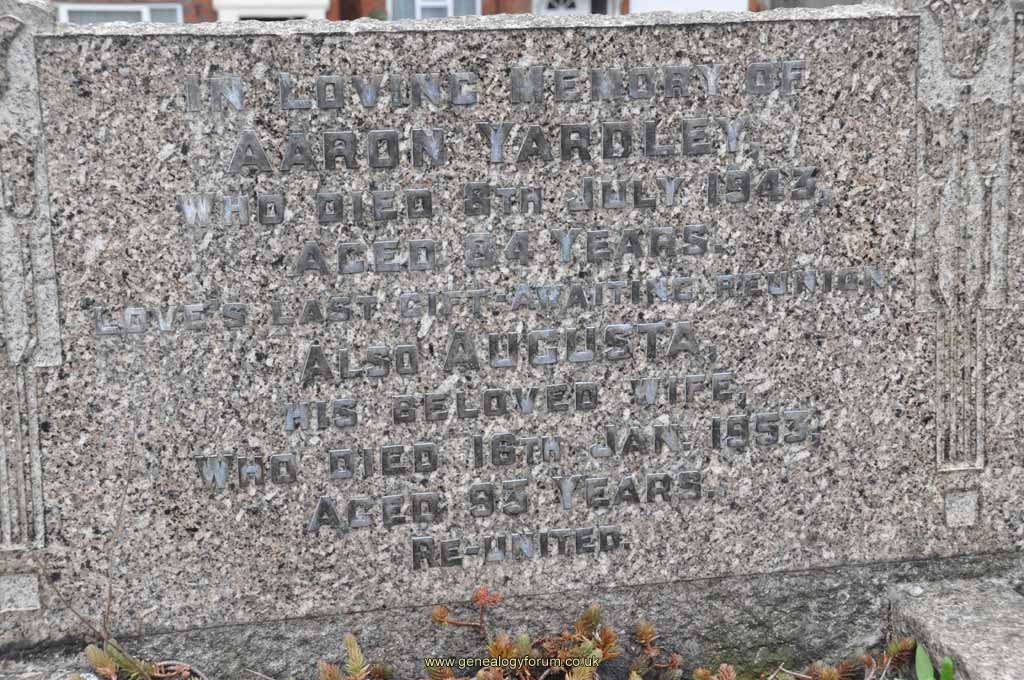 IN LOVING MEMORY OF
AARON YARDLEY,
WHO DIED 8TH JULY 1943,
AGED 84 YEARS.
LOVE'S LAST GIFT - AWAITING REUNION.
ALSO AUGUSTA,
HIS BELOVED WIFE,
WHO DIED 16TH JAN. 1953,
AGED 93 YEARS.
RE-UNITED.
www.genealogyforum.co.uk